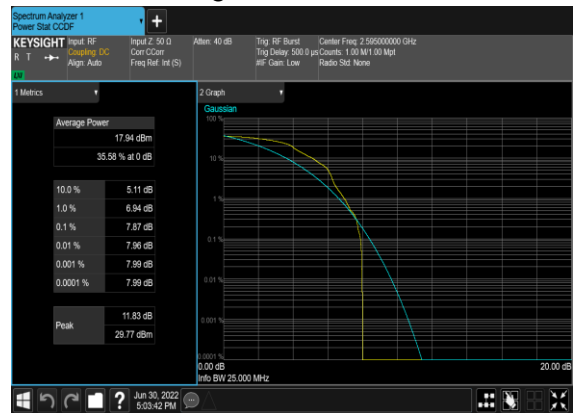 Spectrum Analyzer 1
Power Stat CCDF
KEYSIGHT
R T
LW
Input: RF
Coupling: DC
Align: Auto
Input Z: 50 Ω
Corr CCorr
Freq Ref: Int (S)
Atten: 40 dB
Trig: RF Burst
Trig Delay: 500.0 µs
#IF Gain: Low
Center Freq: 2.595000000 GHz
Counts: 1.00 M/1.00 Mpt
Radio Std: None
1 Metrics
Average Power
17.94 dBm
35.58 % at 0 dB
10.0 % 5.11 dB
1.0 % 6.94 dB
0.1 % 7.87 dB
0.01 % 7.96 dB
0.001 % 7.99 dB
0.0001 % 7.99 dB
Peak
11.83 dB
29.77 dBm
2 Graph
Gaussian
100 %
10 %
1 %
0.1 %
0.01 %
0.001 %
0.0001 %
0.00 dB 20.00 dB
Info BW 25.000 MHz
Jun 30, 2022
5:03:42 PM